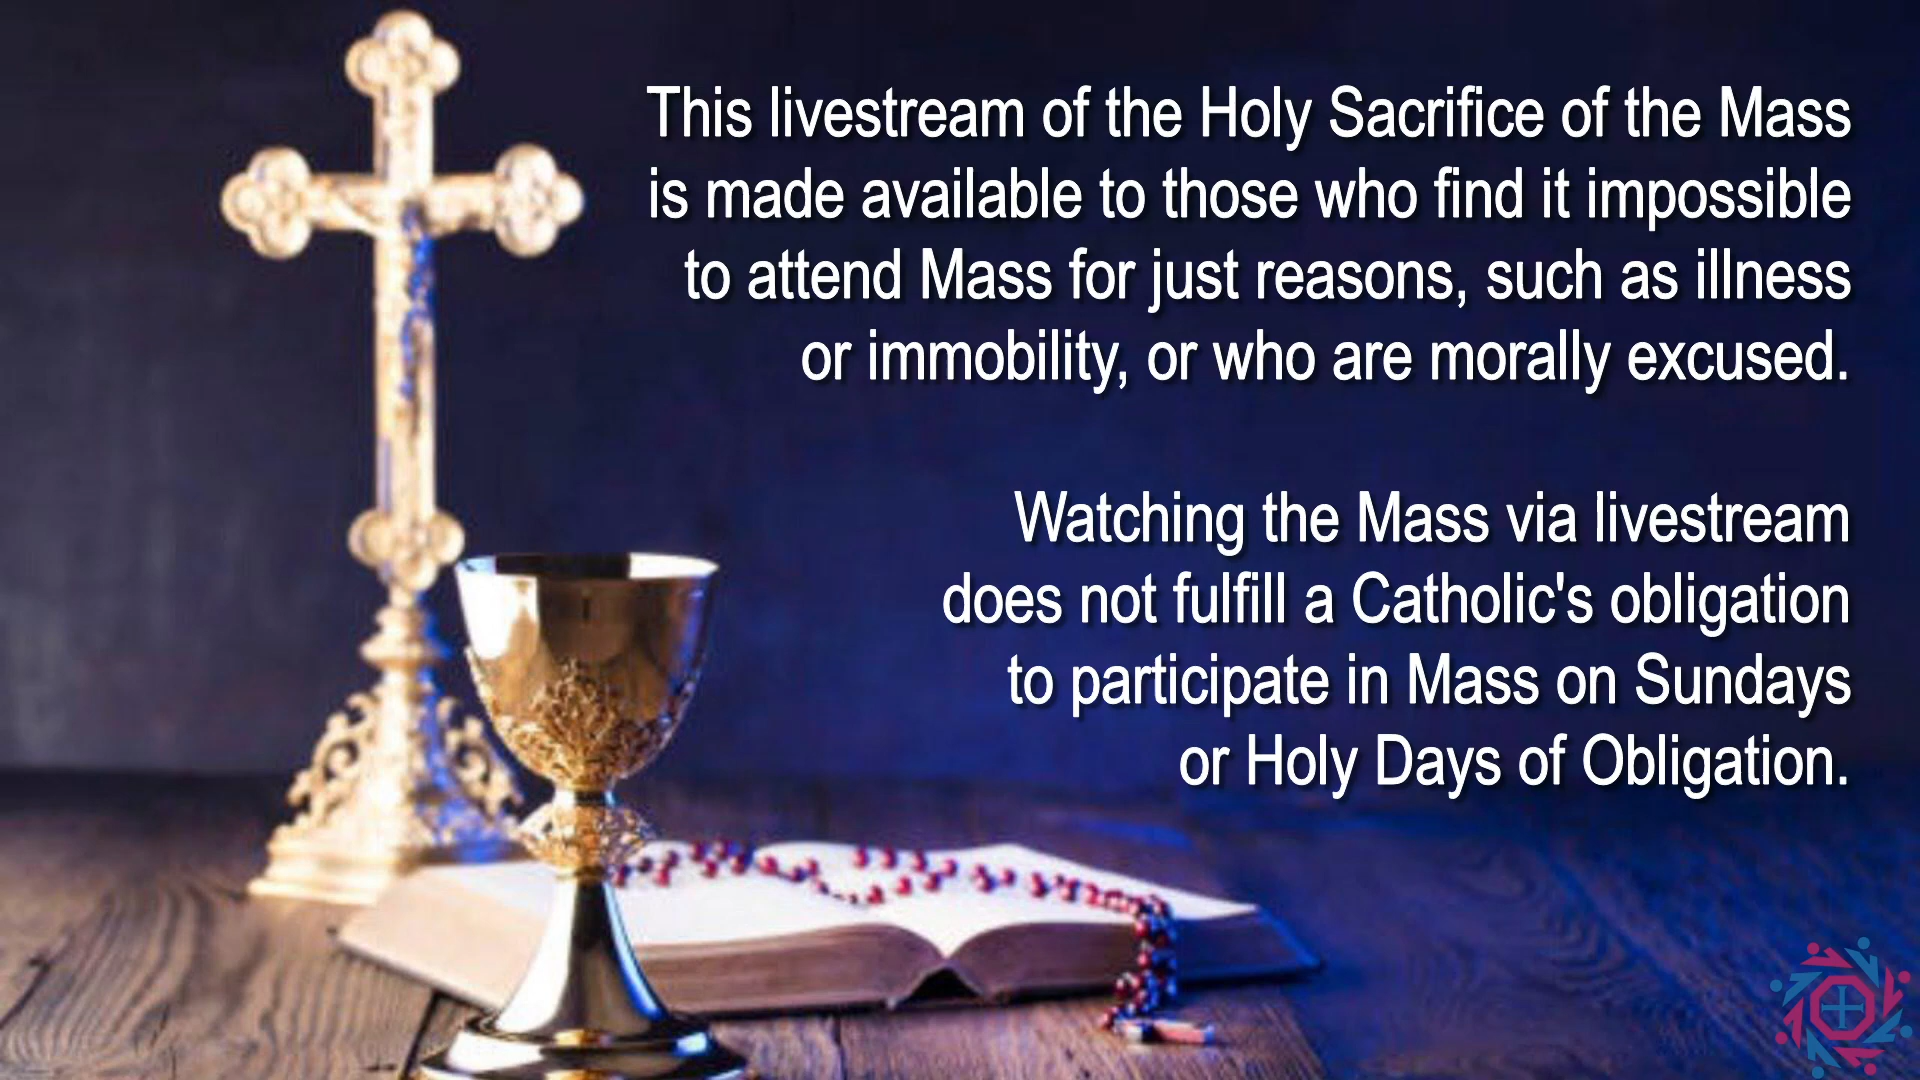 This livestream of the Holy Sacrifice of the Mass
is made available to those who find it impossible
to attend Mass for just reasons, such as illness
or immobility, or who are morally excused.
Watching the Mass via livestream
does not fulfill a Catholic's obligation
to participate in Mass on Sundays
or Holy Days of Obligation.